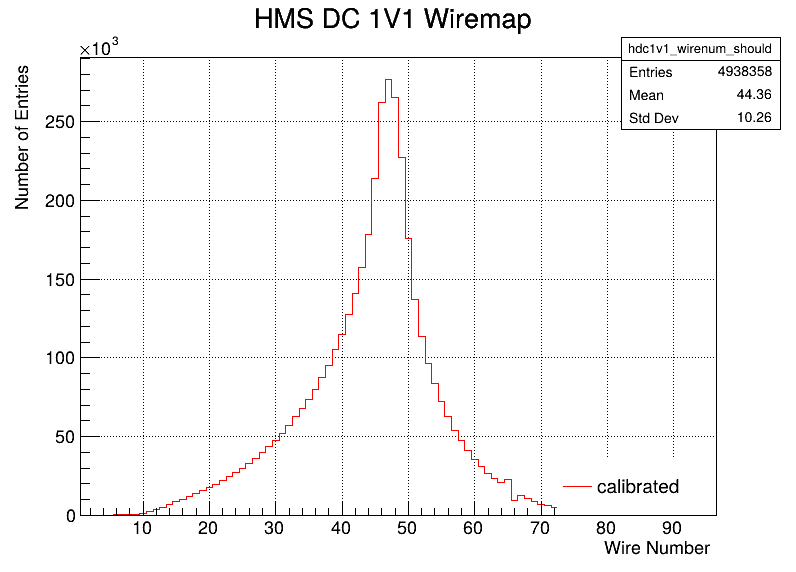 HMS DC 1V1 Wiremap
×10³
hdc1v1_wirenum_should
Entries 4938358
Mean 44.36
Std Dev 10.26
Number of Entries
250
200
150
100
50
0
calibrated
10 20 30 40 50 60 70 80 90
Wire Number